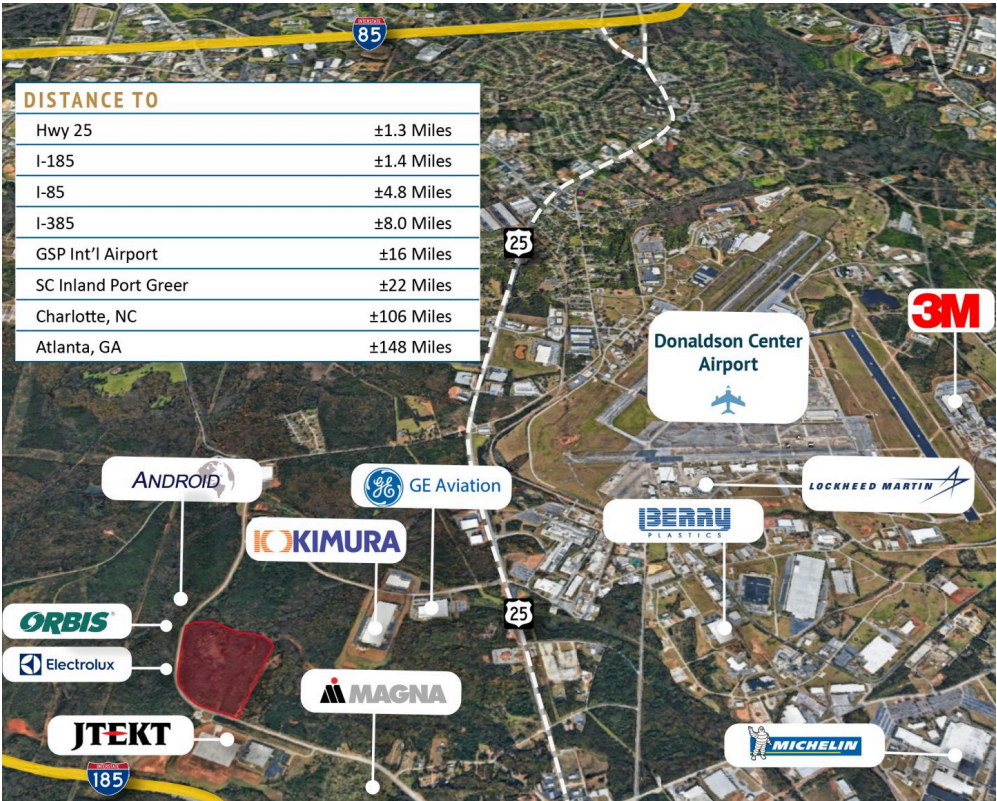 INTERSTATE
85
DISTANCE TO
Hwy 25 ±1.3 Miles
I-185 ±1.4 Miles
I-85 ±4.8 Miles
I-385 ±8.0 Miles
GSP Int’l Airport ±16 Miles
SC Inland Port Greer ±22 Miles
Charlotte, NC ±106 Miles
Atlanta, GA ±148 Miles
25
3M
Donaldson Center
Airport
ANDROID
GE Aviation
LOCKHEED MARTIN
BERRY
PLASTICS
KIMURA
25
ORBIS®
Electrolux
MAGNA
JTEKT
MICHELIN
INTERSTATE
185